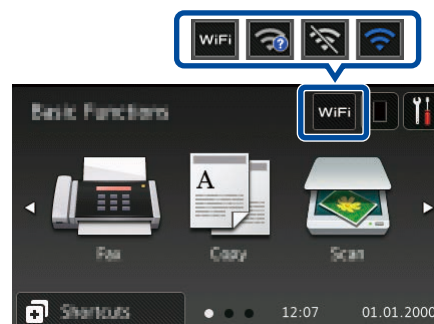 WiFi
Basic Functions
WiFi
A
Fax
Copy
Scan
Shortcuts
12:07
01.01.2000